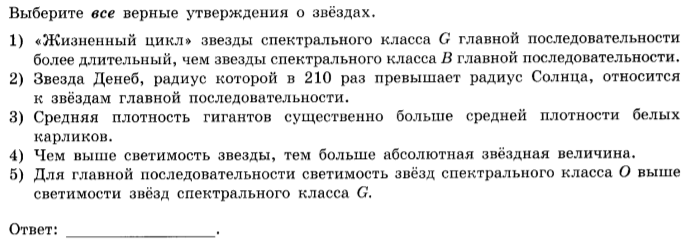 Выберите все верные утверждения о звёздах.
1) «Жизненный цикл» звезды спектрального класса G главной последовательности
более длительный, чем звезды спектрального класса B главной последовательности.
2) Звезда Денеб, радиус которой в 210 раз превышает радиус Солнца, относится
к звёздам главной последовательности.
3) Средняя плотность гигантов существенно больше средней плотности белых
карликов.
4) Чем выше светимость звезды, тем больше абсолютная звёздная величина.
5) Для главной последовательности светимость звёзд спектрального класса O выше
светимости звёзд спектрального класса G.
Ответ: ____________________.